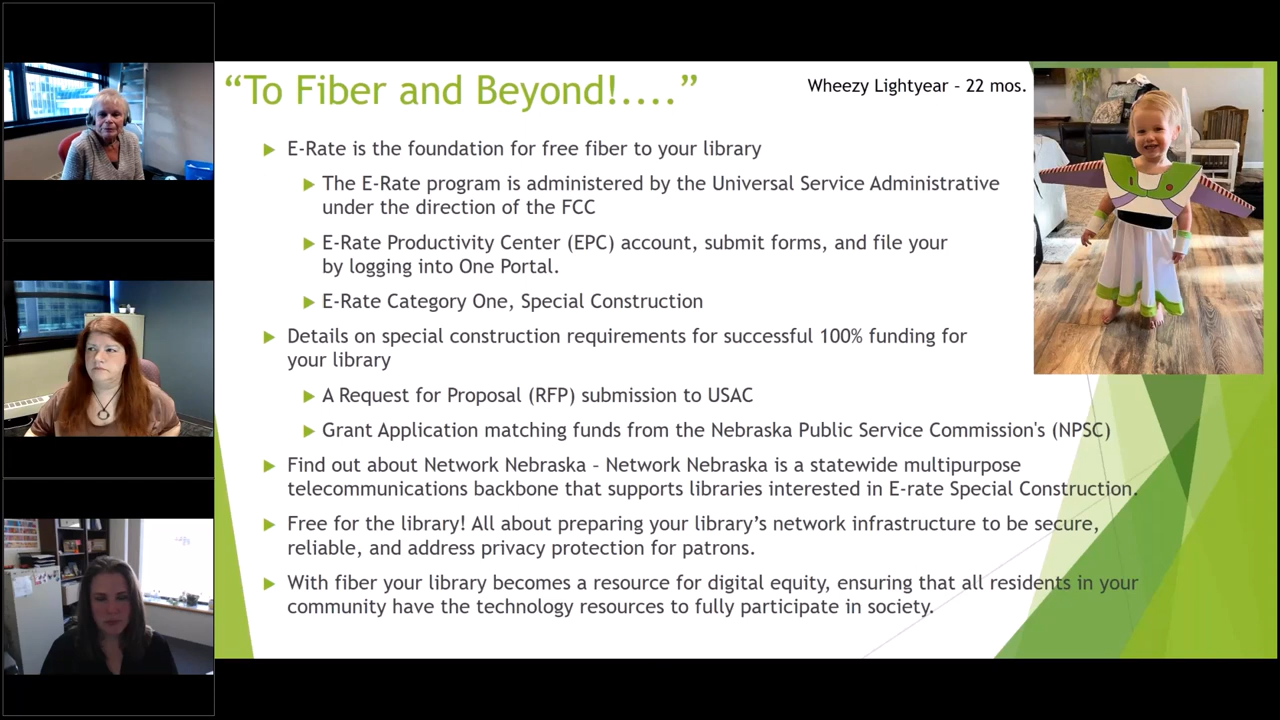 “To Fiber and Beyond!....”
Wheezy Lightyear - 22 mos.
E-Rate is the foundation for free fiber to your library
The E-Rate program is administered by the Universal Service Administrative
under the direction of the FCC
E-Rate Productivity Center (EPC) account, submit forms, and file your
by logging into One Portal.
E-Rate Category One, Special Construction
Details on special construction requirements for successful 100% funding for
your library
A Request for Proposal (RFP) submission to USAC
Grant Application matching funds from the Nebraska Public Service Commission's (NPSC)
Find out about Network Nebraska – Network Nebraska is a statewide multipurpose
telecommunications backbone that supports libraries interested in E-rate Special Construction.
Free for the library! All about preparing your library’s network infrastructure to be secure,
reliable, and address privacy protection for patrons.
With fiber your library becomes a resource for digital equity, ensuring that all residents in your
community have the technology resources to fully participate in society.